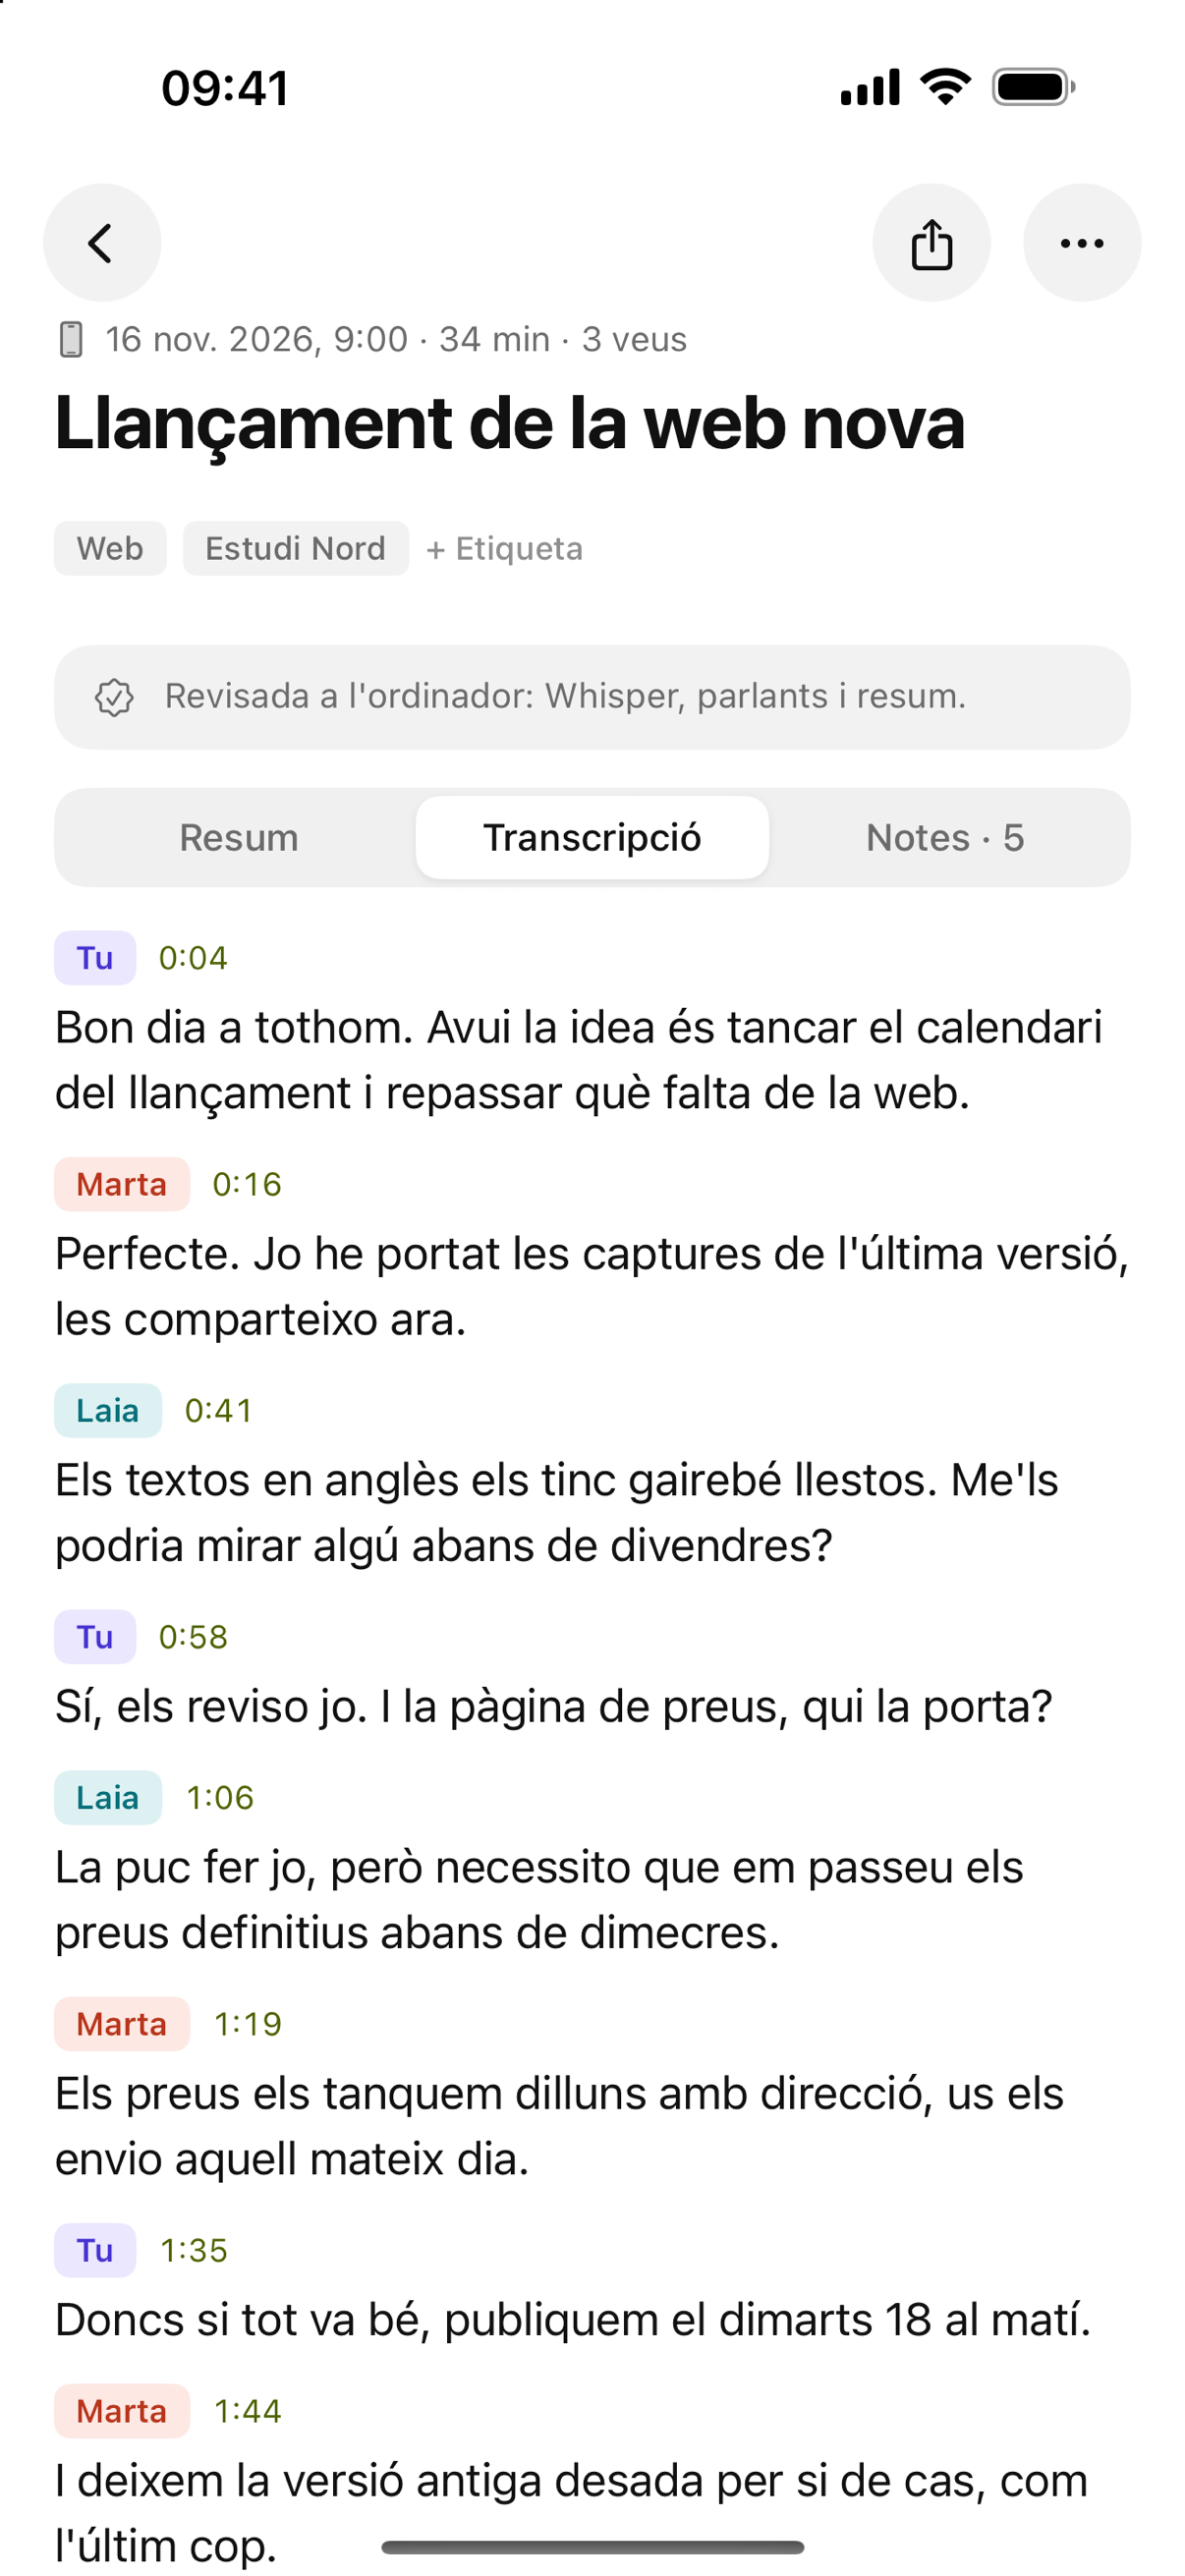 09:41
16 nov. 2026, 9:00 · 34 min · 3 veus
Llançament de la web nova
Web
Estudi Nord
+ Etiqueta
Revisada a l'ordinador: Whisper, parlants i resum.
Resum
Transcripció
Notes · 5
Tu 0:04
Bon dia a tothom. Avui la idea és tancar el calendari
del llançament i repassar què falta de la web.
Marta 0:16
Perfecte. Jo he portat les captures de l'última versió,
les comparteixo ara.
Laia 0:41
Els textos en anglès els tinc gairebé llestos. Me'ls
podria mirar algú abans de divendres?
Tu 0:58
Sí, els reviso jo. I la pàgina de preus, qui la porta?
Laia 1:06
La puc fer jo, però necessito que em passeu els
preus definitius abans de dimecres.
Marta 1:19
Els preus els tanquem dilluns amb direcció, us els
envio aquell mateix dia.
Tu 1:35
Doncs si tot va bé, publiquem el dimarts 18 al matí.
Marta 1:44
I deixem la versió antiga desada per si de cas, com
l'últim cop.